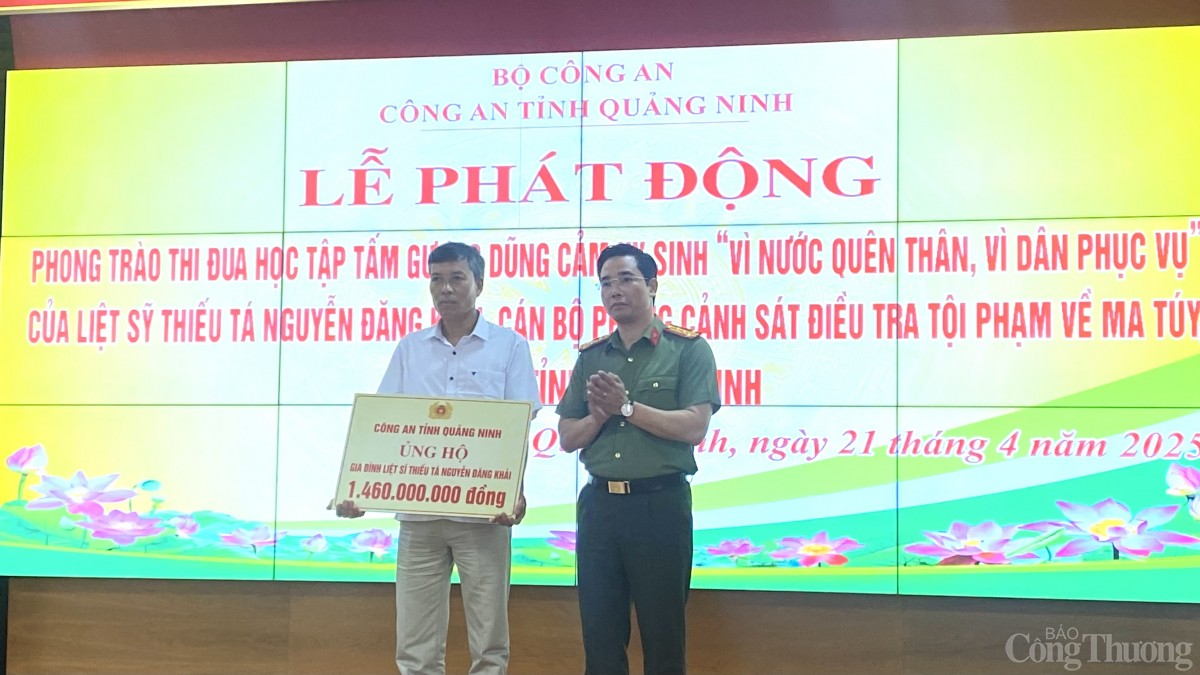 BỘ CÔNG AN
CÔNG AN TỈNH QUẢNG NINH
LỄ PHÁT ĐỘNG
PHONG TRÀO THI ĐUA HỌC TẬP TẤM DŨNG CẢM SINH "VÌ NƯỚC QUÊN THÂN, VÌ DÂN PHỤC VỤ"
CỦA LIỆT SỸ THIẾU TÁ NGUYỄN ĐĂNG CÁN BỘ CẢNH SÁT ĐIỀU TRA TỘI PHẠM VỀ MA TÚY
ngày 21 tháng 4 năm 2025
CÔNG AN TỈNH QUẢNG NINH
ỦNG HỘ
GIA ĐÌNH LIỆT SĨ THIẾU TÁ NGUYỄN ĐĂNG KHẢI
1.460.000.000 đồng
BÁO
Công Thương